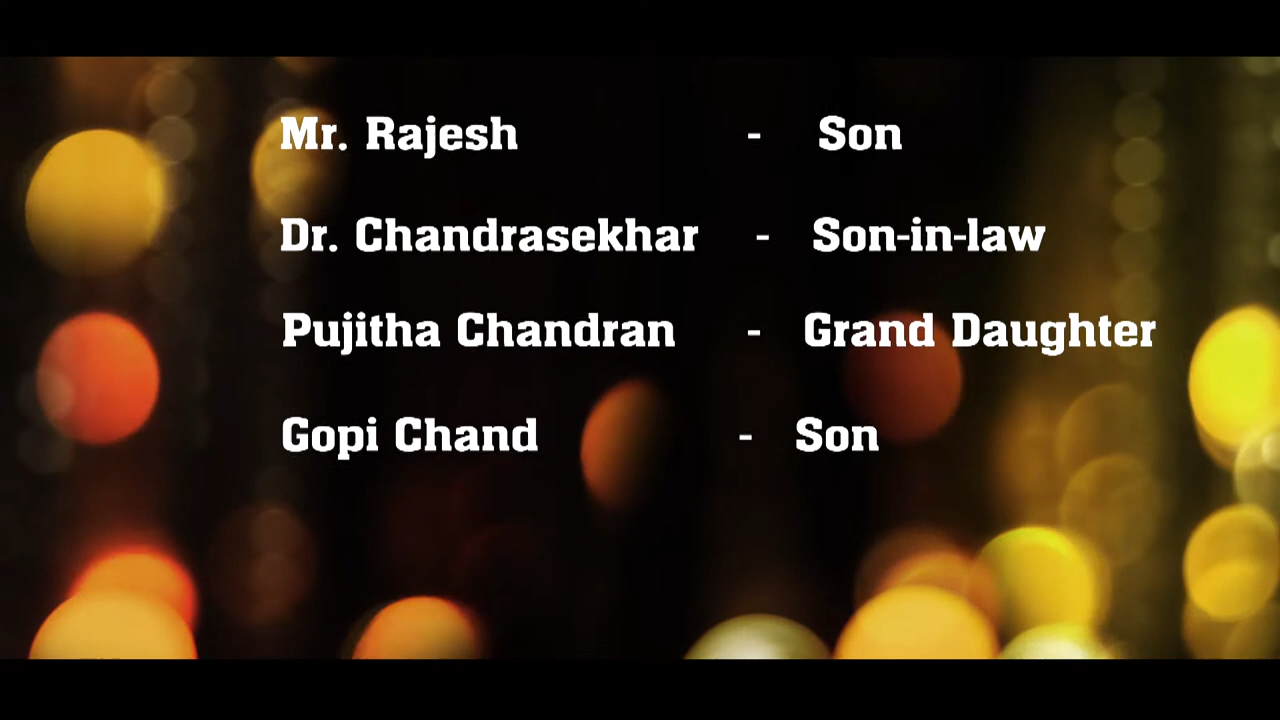 Mr. Rajesh - Son
Dr. Chandrasekhar - Son-in-law
Pujitha Chandran - Grand Daughter
Gopi Chand - Son